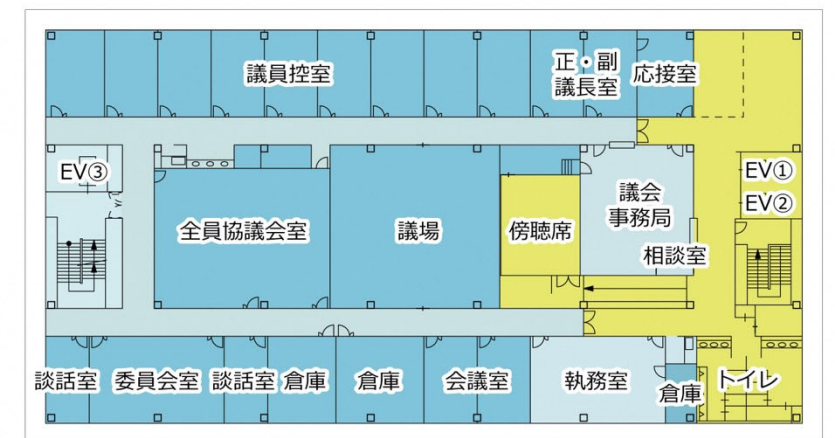 議員控室
正・副
議長室
応接室
EV③
EV①
EV②
全員協議会室
議場
傍聴席
議会
事務局
相談室
談話室
委員会室
談話室
倉庫
倉庫
会議室
執務室
倉庫
トイレ